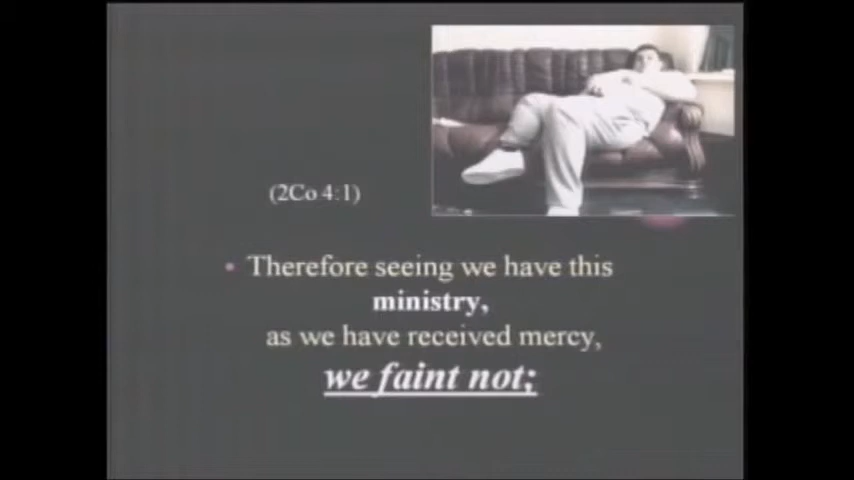 (2Co 4:1)
• Therefore seeing we have this
ministry,
as we have received mercy,
we faint not;